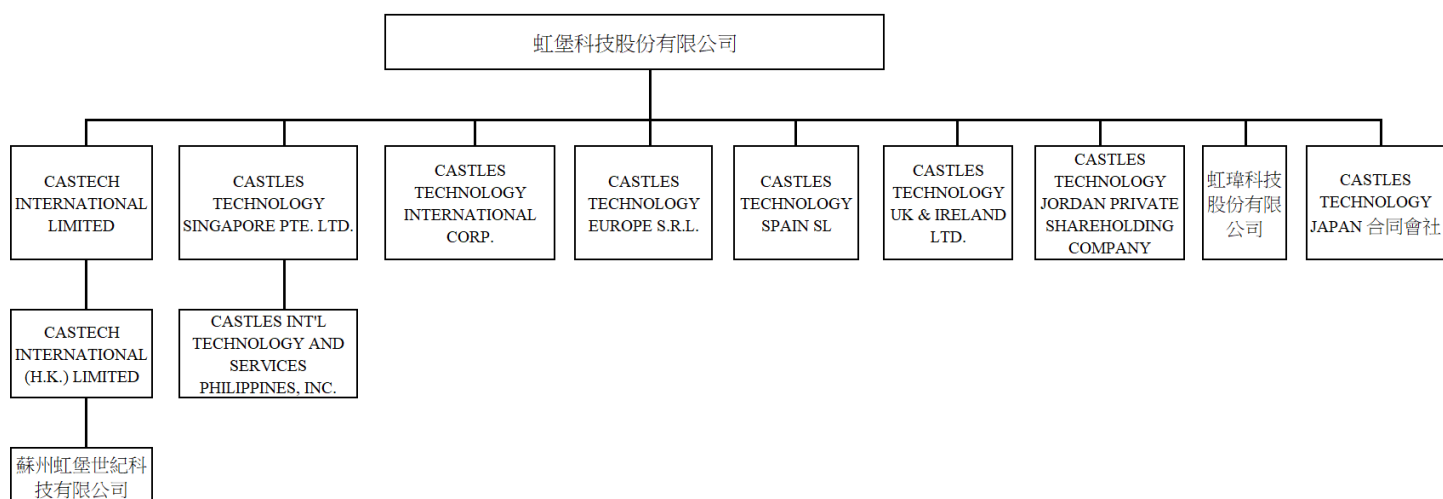 虹堡科技股份有限公司
CASTECH
INTERNATIONAL
LIMITED
CASTLES
TECHNOLOGY
SINGAPORE PTE. LTD.
CASTLES
TECHNOLOGY
INTERNATIONAL
CORP.
CASTLES
TECHNOLOGY
EUROPE S.R.L.
CASTLES
TECHNOLOGY
SPAIN SL
CASTLES
TECHNOLOGY
UK & IRELAND
LTD.
CASTLES
TECHNOLOGY
JORDAN PRIVATE
SHAREHOLDING
COMPANY
虹瑋科技
股份有限
公司
CASTLES
TECHNOLOGY
JAPAN 合同會社
CASTECH
INTERNATIONAL
(H.K.) LIMITED
CASTLES INT'L
TECHNOLOGY AND
SERVICES
PHILIPPINES, INC.
蘇州虹堡世紀科
技有限公司